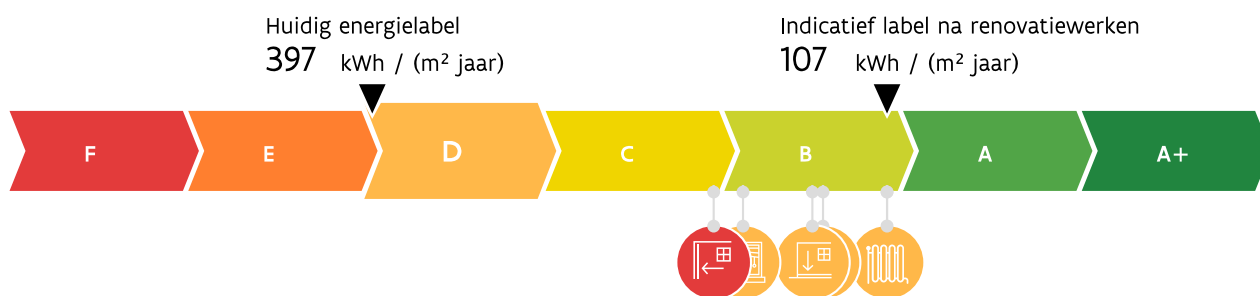 Huidig energielabel
397 kWh / (m² jaar)
Indicatief label na renovatiewerken
107 kWh / (m² jaar)
F E D C B A A+